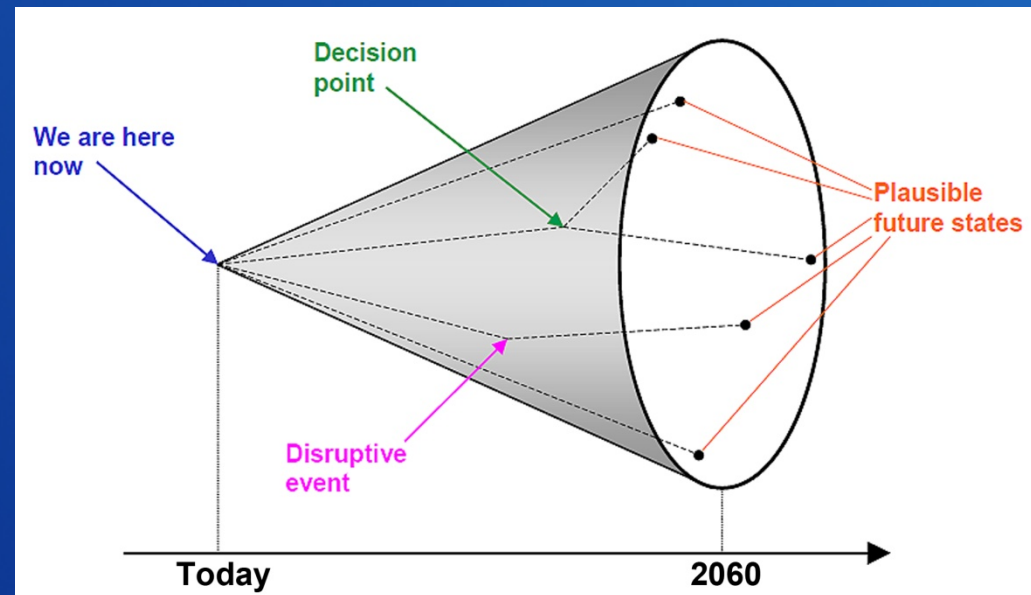 Decision
point
We are here
now
Plausible
future states
Disruptive
event
Today
2060